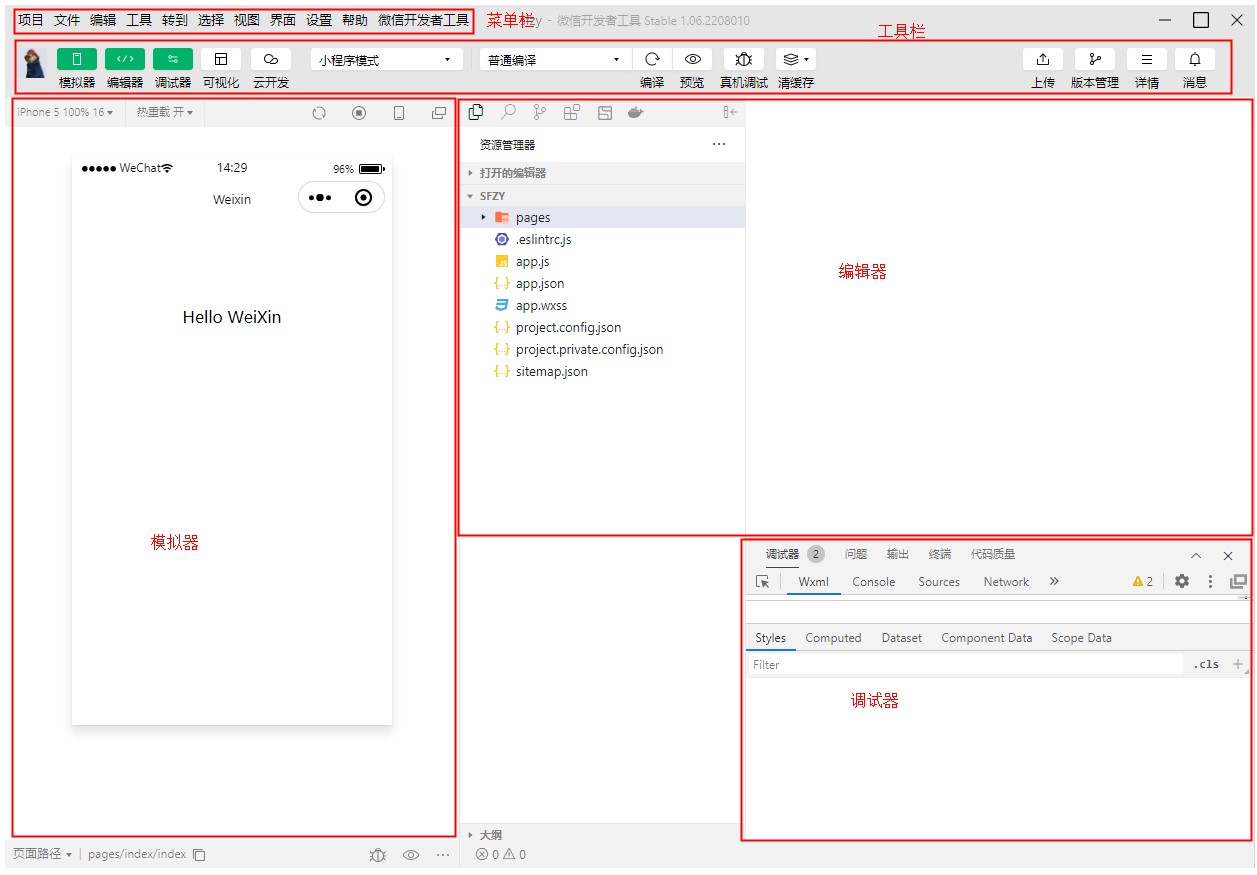 项目 文件 编辑 工具 转到 选择 视图 界面 设置 帮助 微信开发者工具 菜单栏 zy - 微信开发者工具 Stable 1.06.2208010
工具栏
小程序模式 普通编译
模拟器 编辑器 调试器 可视化 云开发 编译 预览 真机调试 清缓存 上传 版本管理 详情 消息
iPhone 5 100% 16 热重载 开
资源管理器
打开的编辑器
SFZY
pages
.eslintrc.js
app.js
app.json
app.wxss
project.config.json
project.private.config.json
sitemap.json
编辑器
WeChat 14:29 96%
Weixin
Hello WeiXin
模拟器
调试器 2 问题 输出 终端 代码质量
Wxml Console Sources Network 2
Styles Computed Dataset Component Data Scope Data
Filter .cls
调试器
大纲
页面路径 pages/index/index 0 0